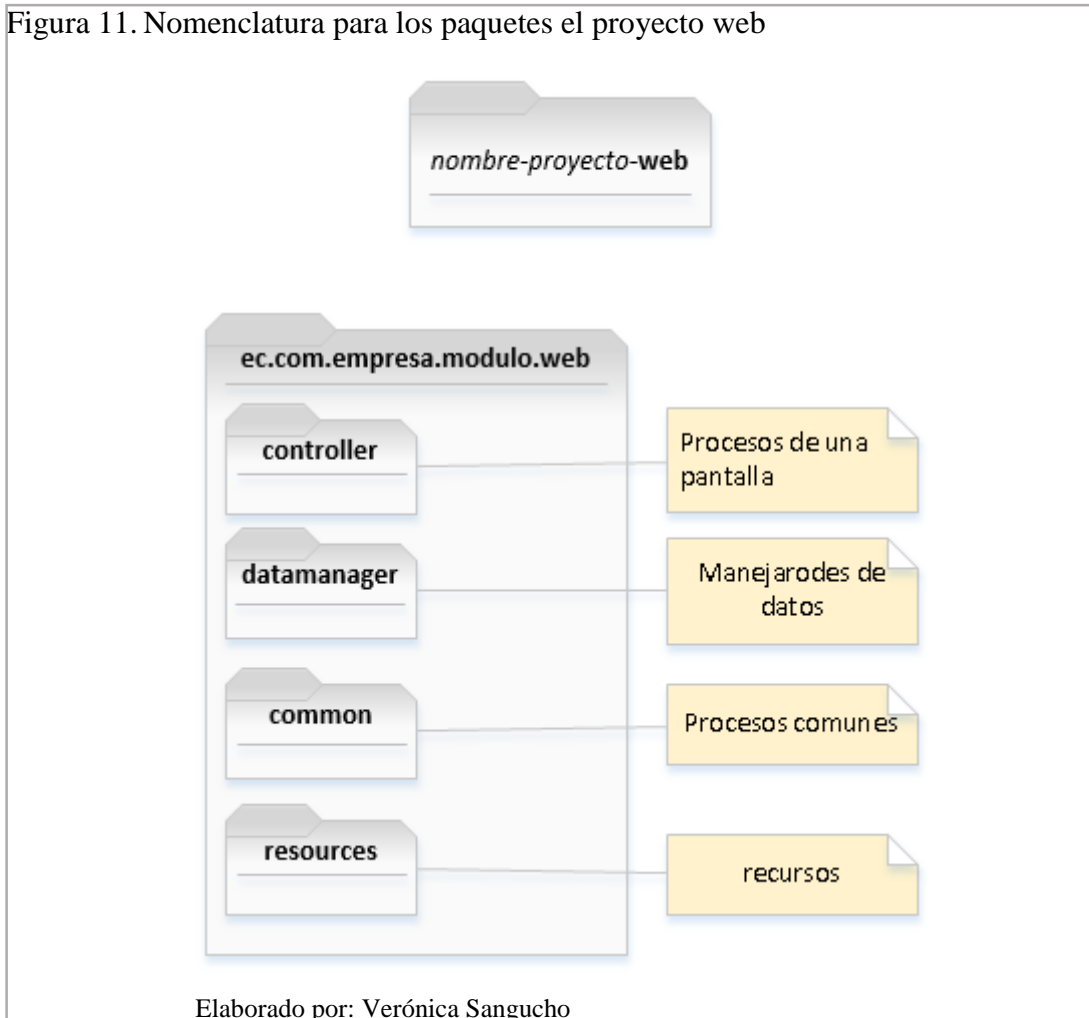 Figura 11. Nomenclatura para los paquetes el proyecto web
nombre-proyecto-web
ec.com.empresa.modulo.web
controller
Procesos de una
pantalla
datamanager
Manejarodes de
datos
common
Procesos comunes
resources
recursos
Elaborado por: Verónica Sangucho